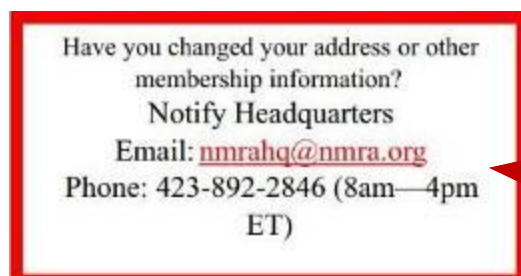 Have you changed your address or other
membership information?
Notify Headquarters
Email: nmrahq@nmra.org
Phone: 423-892-2846 (8am—4pm
ET)